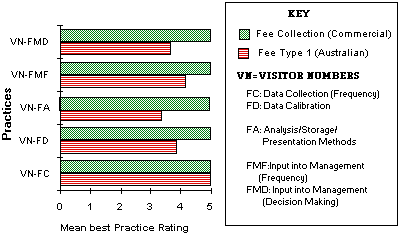 KEY
Fee Collection (Commercial)
Fee Type 1 (Australian)
VN=VISITOR NUMBERS
FC: Data Collection (Frequency)
FD: Data Calibration
FA: Analysis/Storage/
Presentation Methods
FMF:Input into Management
(Frequency)
FMD: Input into Management
(Decision Making)
Practices
VN-FMD
VN-FMF
VN-FA
VN-FD
VN-FC
0 1 2 3 4 5
Mean best Practice Rating